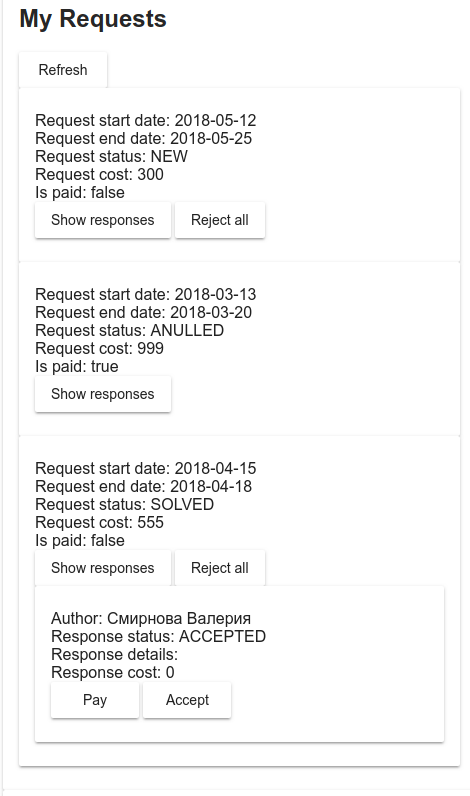 My Requests
Refresh
Request start date: 2018-05-12
Request end date: 2018-05-25
Request status: NEW
Request cost: 300
Is paid: false
Show responses Reject all
Request start date: 2018-03-13
Request end date: 2018-03-20
Request status: ANULLED
Request cost: 999
Is paid: true
Show responses
Request start date: 2018-04-15
Request end date: 2018-04-18
Request status: SOLVED
Request cost: 555
Is paid: false
Show responses Reject all
Author: Смирнова Валерия
Response status: ACCEPTED
Response details:
Response cost: 0
Pay Accept